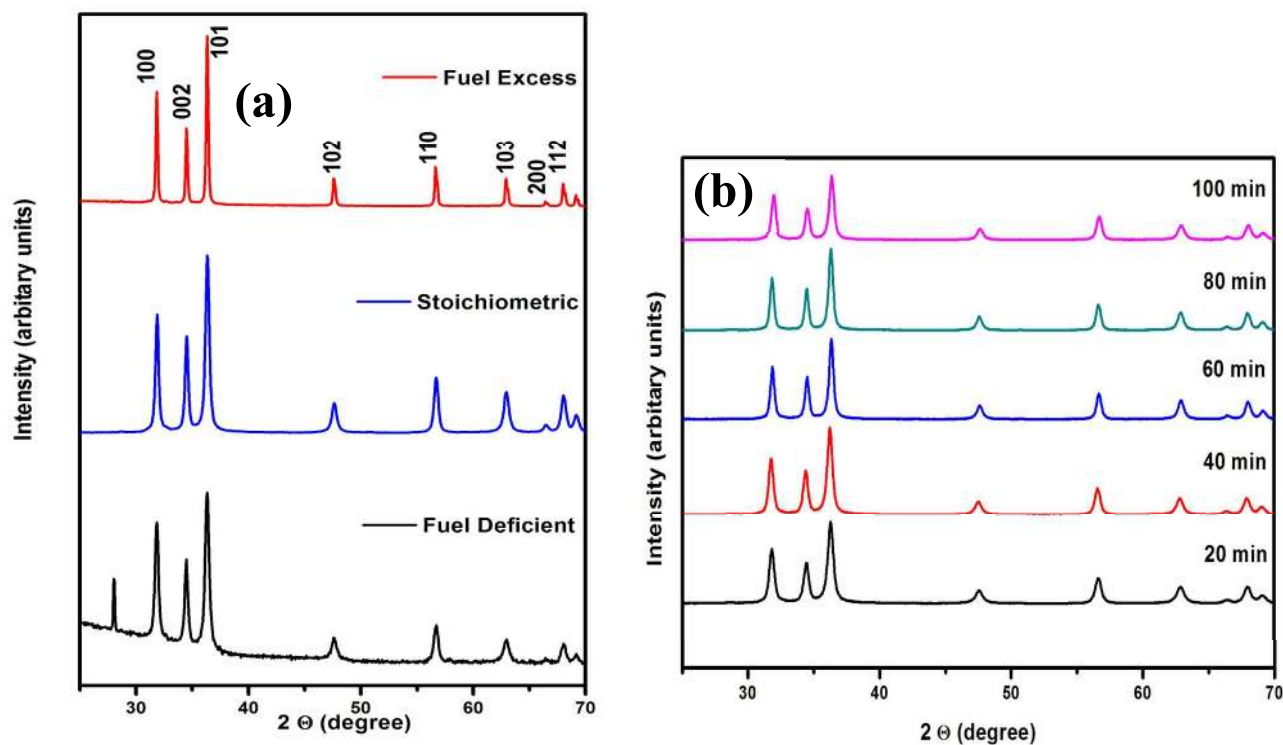 (a)
100
002
101
102
110
103
200
112
Fuel Excess
Stoichiometric
Fuel Deficient
Intensity (arbitary units)
30 40 50 60 70
2 Θ (degree)
(b)
100 min
80 min
60 min
40 min
20 min
Intensity (arbitary units)
30 40 50 60 70
2 Θ (degree)